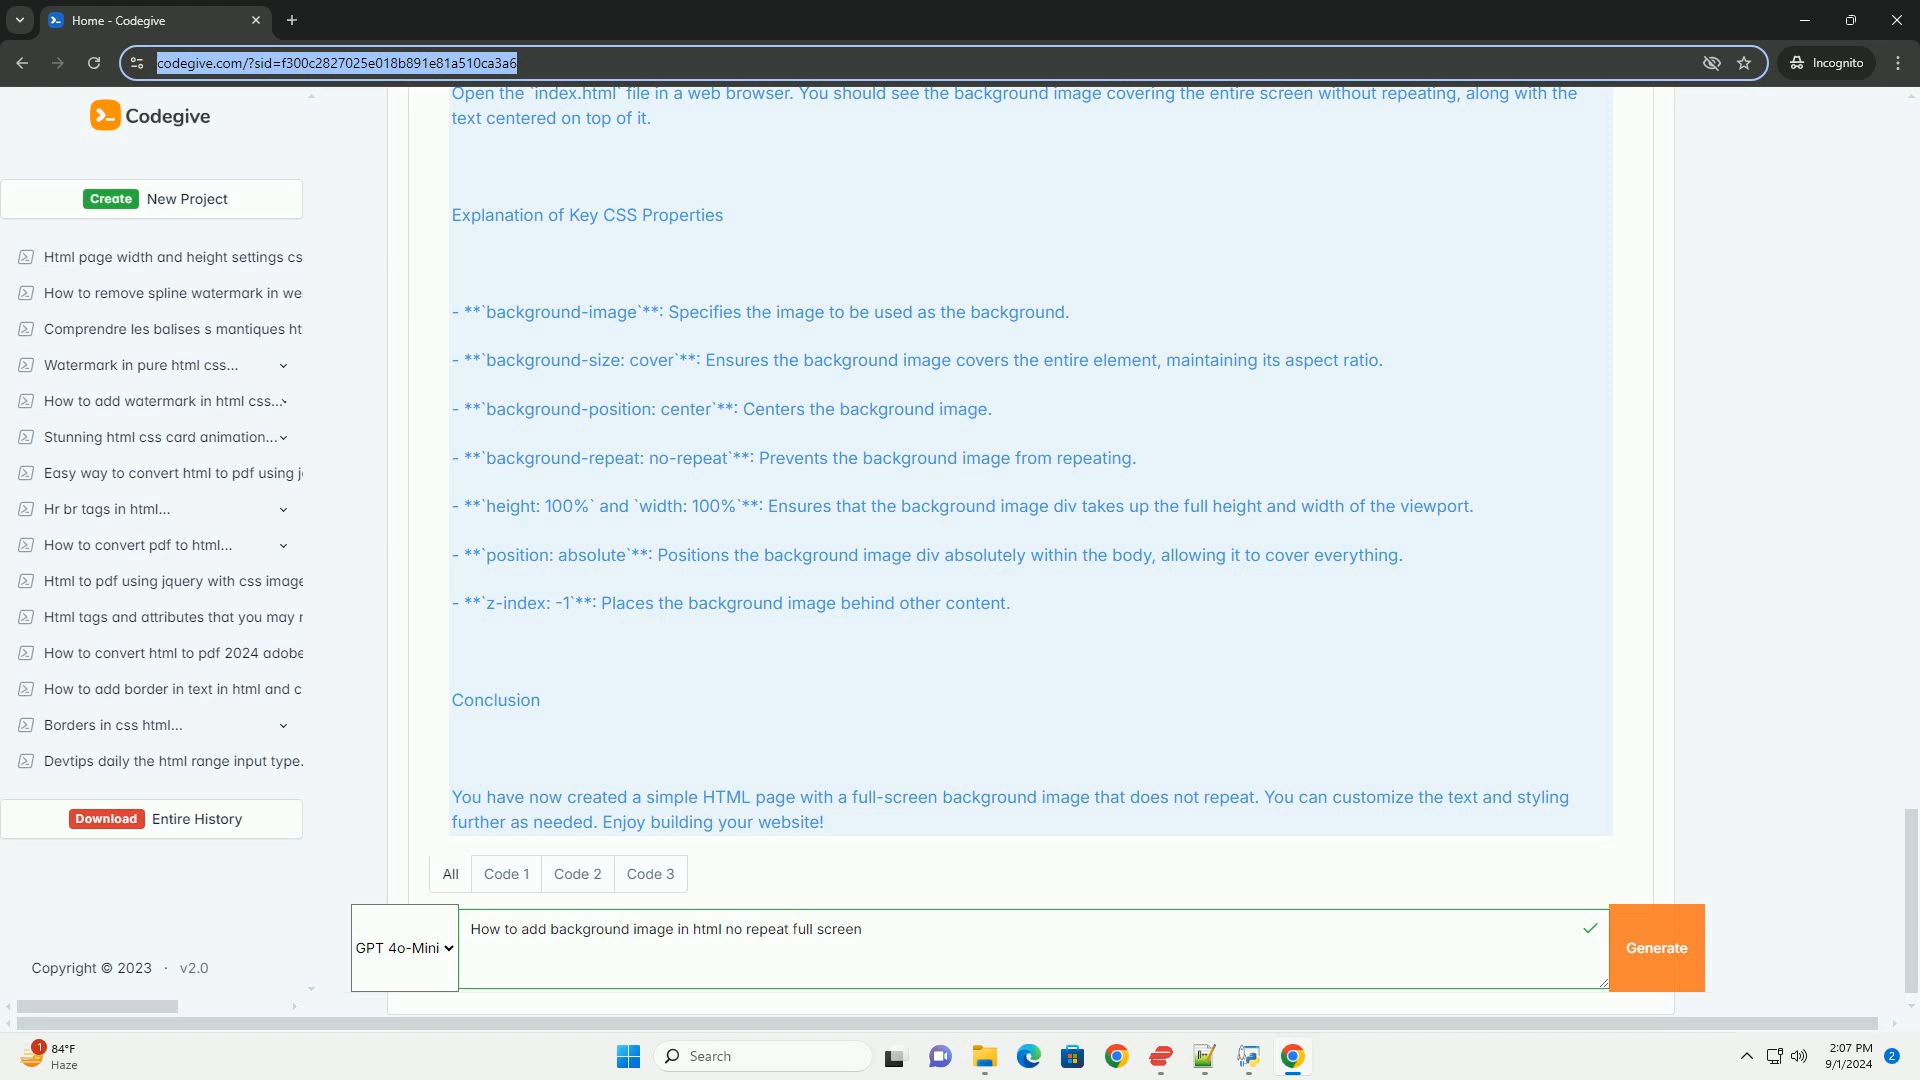 Home - Codegive
codegive.com/?sid=f300c2827025e018b891e81a510ca3a6
Incognito
Codegive
Create New Project
Html page width and height settings cs
How to remove spline watermark in we
Comprendre les balises s mantiques ht
Watermark in pure html css...
How to add watermark in html css...
Stunning html css card animation...
Easy way to convert html to pdf using j
Hr br tags in html...
How to convert pdf to html...
Html to pdf using jquery with css image
Html tags and attributes that you may r
How to convert html to pdf 2024 adobe
How to add border in text in html and c
Borders in css html...
Devtips daily the html range input type.
Download Entire History
Copyright © 2023 · v2.0
Open the `index.html` file in a web browser. You should see the background image covering the entire screen without repeating, along with the
text centered on top of it.
Explanation of Key CSS Properties
- **`background-image`**: Specifies the image to be used as the background.
- **`background-size: cover`**: Ensures the background image covers the entire element, maintaining its aspect ratio.
- **`background-position: center`**: Centers the background image.
- **`background-repeat: no-repeat`**: Prevents the background image from repeating.
- **`height: 100%` and `width: 100%`**: Ensures that the background image div takes up the full height and width of the viewport.
- **`position: absolute`**: Positions the background image div absolutely within the body, allowing it to cover everything.
- **`z-index: -1`**: Places the background image behind other content.
Conclusion
You have now created a simple HTML page with a full-screen background image that does not repeat. You can customize the text and styling
further as needed. Enjoy building your website!
All Code 1 Code 2 Code 3
GPT 4o-Mini
How to add background image in html no repeat full screen
Generate
1
84°F
Haze
Search
2:07 PM
9/1/2024
2